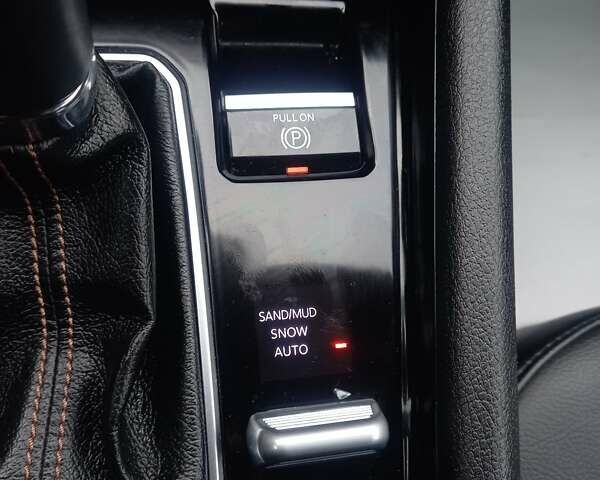 PULL ON
(P)
SAND/MUD
SNOW
AUTO